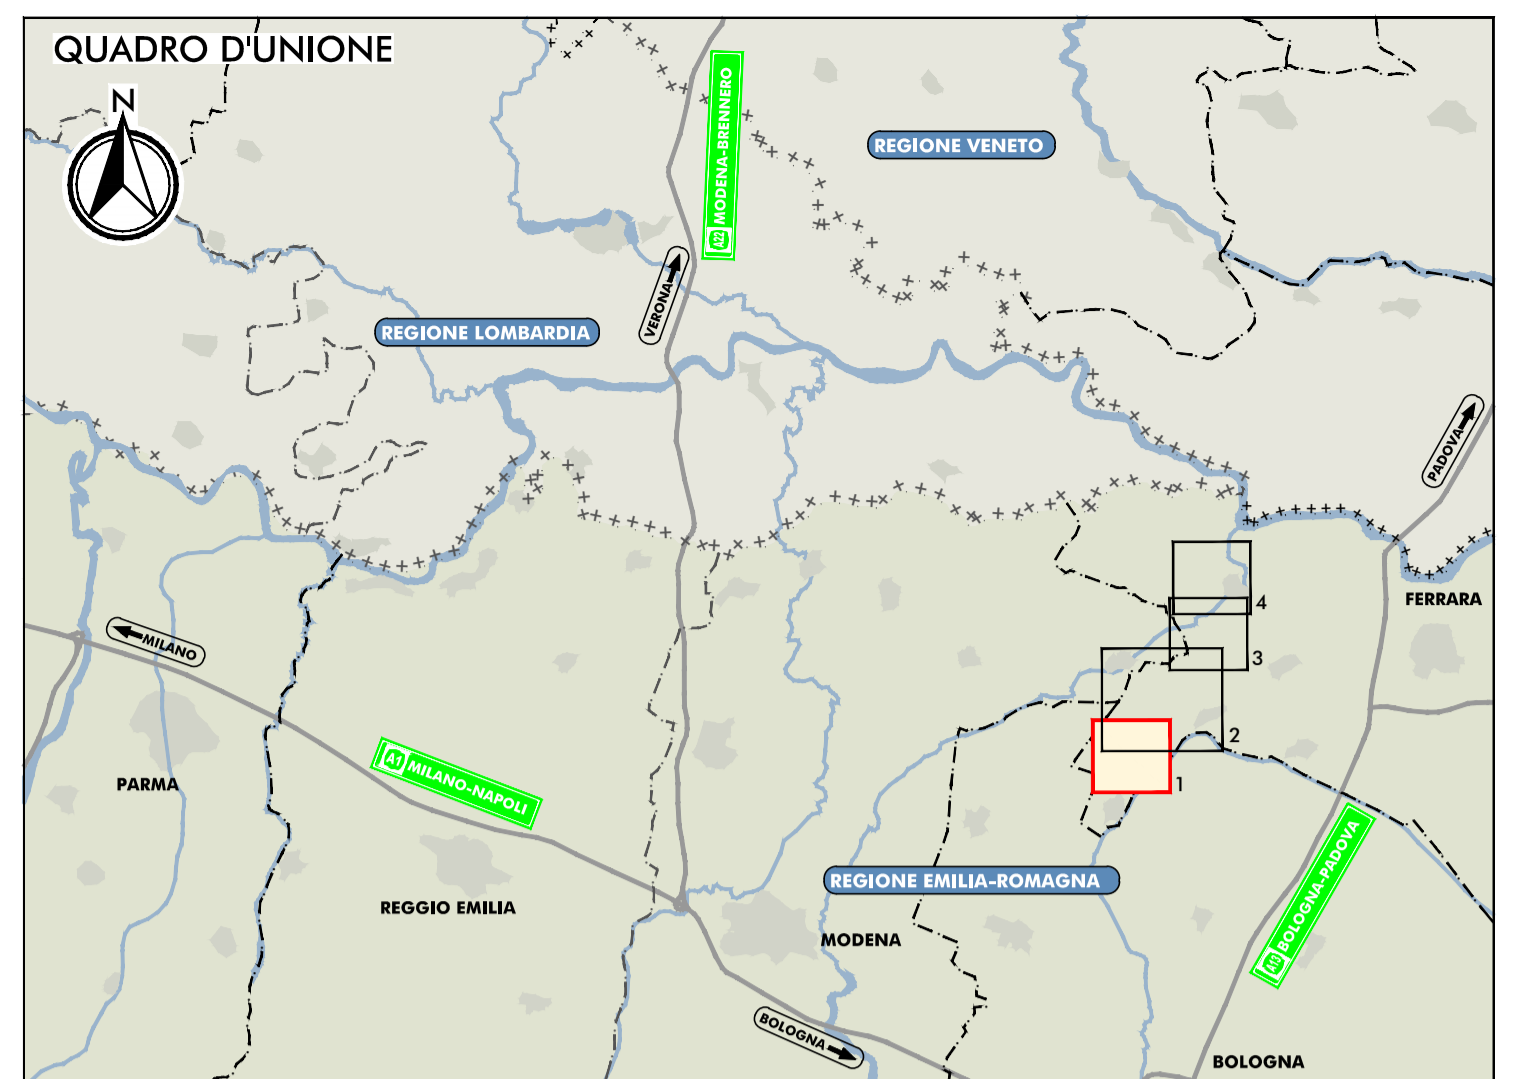 QUADRO D'UNIONE
N
A22 MODENA-BRENNERO
REGIONE VENETO
VERONA
REGIONE LOMBARDIA
PADOVA
FERRARA
4
MILANO
3
2
PARMA
A1 MILANO-NAPOLI
1
REGIONE EMILIA-ROMAGNA
A13 BOLOGNA-PADOVA
REGGIO EMILIA
MODENA
BOLOGNA
BOLOGNA